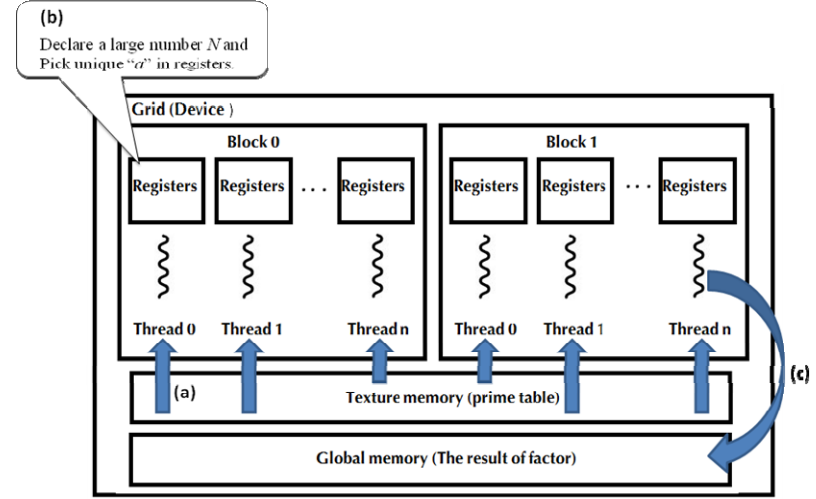 (b)
Declare a large number N and
Pick unique “a” in registers.
Grid (Device )
Block 0
Block 1
Registers
Registers
...
Registers
Registers
Registers
...
Registers
Thread 0
Thread 1
Thread n
Thread 0
Thread 1
Thread n
(a)
(c)
Texture memory (prime table)
Global memory (The result of factor)